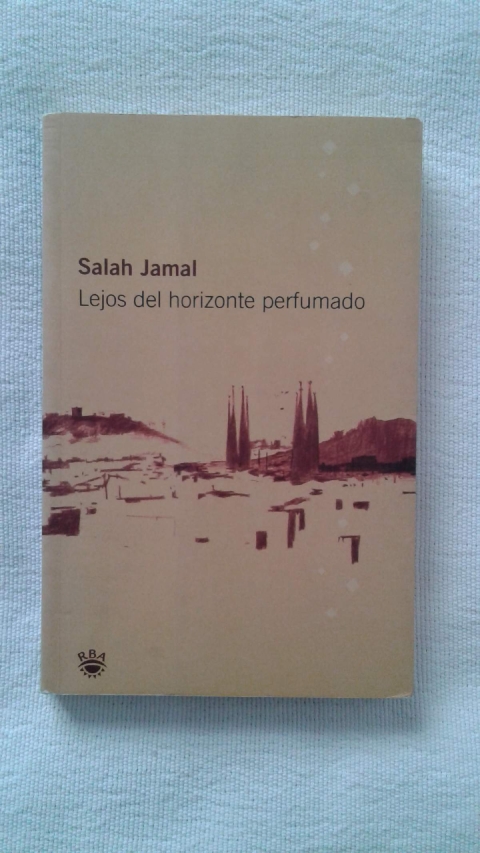 Salah Jamal
Lejos del horizonte perfumado
RBA